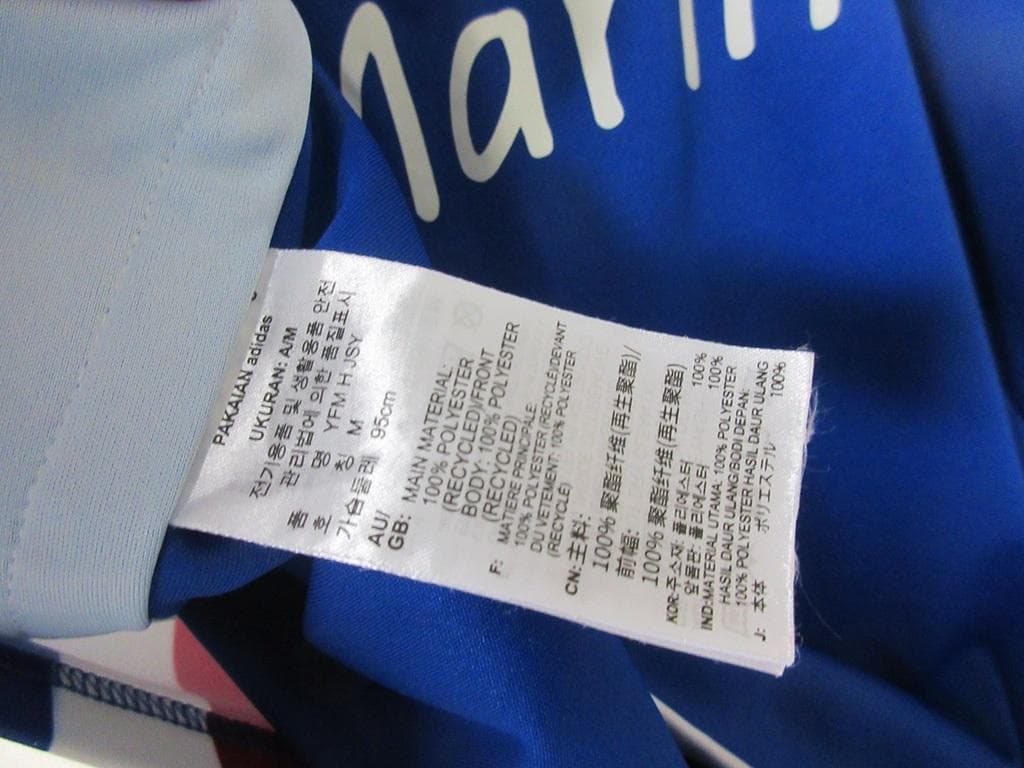 Marin
PAKAIAN adidas
UKURAN: A/M
전기용품 및 생활용품 안전
관리법에 의한 품질표시
품 명 YFM H JSY
호 칭 M
가슴둘레 95cm
AU/
GB: MAIN MATERIAL:
100% POLYESTER
(RECYCLED)/FRONT
BODY: 100% POLYESTER
(RECYCLED)
F: MATIÈRE PRINCIPALE:
100% POLYESTER (RECYCLE)/DEVANT
DU VETEMENT: 100% POLYESTER
(RECYCLE)
CN: 主料:
100% 聚酯纤维(再生聚酯)/
前幅:
100% 聚酯纤维(再生聚酯)
KOR: 주소재: 폴리에스터 100%
앞몸판: 폴리에스터 100%
IND: MATERIAL UTAMA: 100% POLYESTER
HASIL DAUR ULANG/BODI DEPAN:
100% POLYESTER HASIL DAUR ULANG
J: 本体 ポリエステル 100%